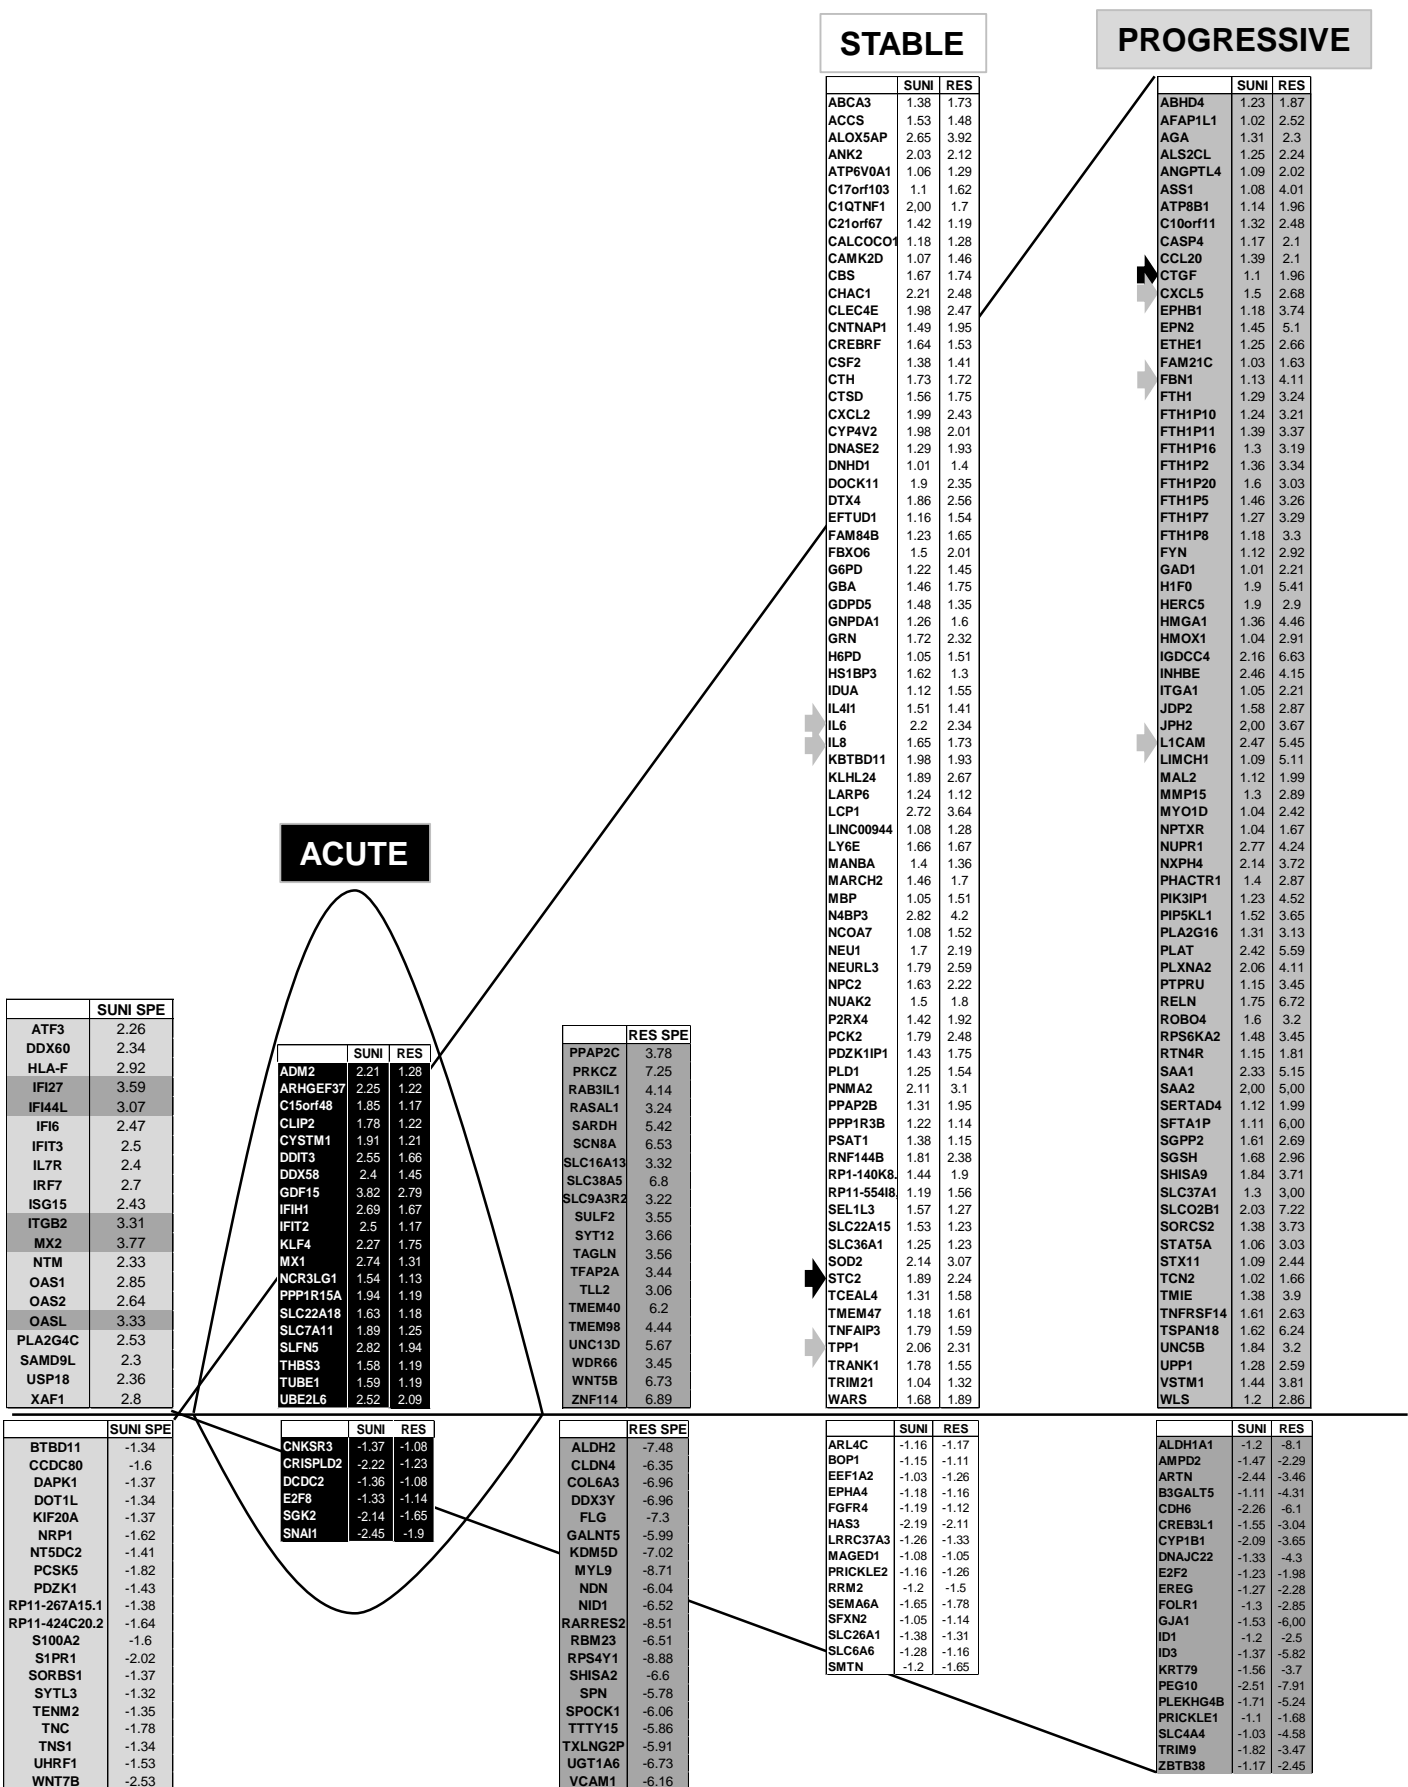 STABLE
SUNI RES
ABCA3 1.38 1.73
ACCS 1.53 1.48
ALOX5AP 2.65 3.92
ANK2 2.03 2.12
ATP6V0A1 1.06 1.29
C17orf103 1.1 1.62
C1QTNF1 2,00 1.7
C21orf67 1.42 1.19
CALCOCO1 1.18 1.28
CAMK2D 1.07 1.46
CBS 1.67 1.74
CHAC1 2.21 2.48
CLEC4E 1.98 2.47
CNTNAP1 1.49 1.95
CREBRF 1.64 1.53
CSF2 1.38 1.41
CTH 1.73 1.72
CTSD 1.56 1.75
CXCL2 1.99 2.43
CYP4V2 1.98 2.01
DNASE2 1.29 1.93
DNHD1 1.01 1.4
DOCK11 1.9 2.35
DTX4 1.86 2.56
EFTUD1 1.16 1.54
FAM84B 1.23 1.65
FBXO6 1.5 2.01
G6PD 1.22 1.45
GBA 1.46 1.75
GDPD5 1.48 1.35
GNPDA1 1.26 1.6
GRN 1.72 2.32
H6PD 1.05 1.51
HS1BP3 1.62 1.3
IDUA 1.12 1.55
IL4I1 1.51 1.41
IL6 2.2 2.34
IL8 1.65 1.73
KBTBD11 1.98 1.93
KLHL24 1.89 2.67
LARP6 1.24 1.12
LCP1 2.72 3.64
LINC00944 1.08 1.28
LY6E 1.66 1.67
MANBA 1.4 1.36
MARCH2 1.46 1.7
MBP 1.05 1.51
N4BP3 2.82 4.2
NCOA7 1.08 1.52
NEU1 1.7 2.19
NEURL3 1.79 2.59
NPC2 1.63 2.22
NUAK2 1.5 1.8
P2RX4 1.42 1.92
PCK2 1.79 2.48
PDZK1IP1 1.43 1.75
PLD1 1.25 1.54
PNMA2 2.11 3.1
PPAP2B 1.31 1.95
PPP1R3B 1.22 1.14
PSAT1 1.38 1.15
RNF144B 1.81 2.38
RP1-140K8. 1.44 1.9
RP11-554I8, 1.19 1.56
SEL1L3 1.57 1.27
SLC22A15 1.53 1.23
SLC36A1 1.25 1.23
SOD2 2.14 3.07
STC2 1.89 2.24
TCEAL4 1.31 1.58
TMEM47 1.18 1.61
TNFAIP3 1.79 1.59
TPP1 2.06 2.31
TRANK1 1.78 1.55
TRIM21 1.04 1.32
WARS 1.68 1.89
PROGRESSIVE
SUNI RES
ABHD4 1.23 1.87
AFAP1L1 1.02 2.52
AGA 1.31 2.3
ALS2CL 1.25 2.24
ANGPTL4 1.09 2.02
ASS1 1.08 4.01
ATP8B1 1.14 1.96
C10orf11 1.32 2.48
CASP4 1.17 2.1
CCL20 1.39 2.1
CTGF 1.1 1.96
CXCL5 1.5 2.68
EPHB1 1.18 3.74
EPN2 1.45 5.1
ETHE1 1.25 2.66
FAM21C 1.03 1.63
FBN1 1.13 4.11
FTH1 1.29 3.24
FTH1P10 1.24 3.21
FTH1P11 1.39 3.37
FTH1P16 1.3 3.19
FTH1P2 1.36 3.34
FTH1P20 1.6 3.03
FTH1P5 1.46 3.26
FTH1P7 1.27 3.29
FTH1P8 1.18 3.3
FYN 1.12 2.92
GAD1 1.01 2.21
H1F0 1.9 5.41
HERC5 1.9 2.9
HMGA1 1.36 4.46
HMOX1 1.04 2.91
IGDCC4 2.16 6.63
INHBE 2.46 4.15
ITGA1 1.05 2.21
JDP2 1.58 2.87
JPH2 2,00 3.67
L1CAM 2.47 5.45
LIMCH1 1.09 5.11
MAL2 1.12 1.99
MMP15 1.3 2.89
MYO1D 1.04 2.42
NPTXR 1.04 1.67
NUPR1 2.77 4.24
NXPH4 2.14 3.72
PHACTR1 1.4 2.87
PIK3IP1 1.23 4.52
PIP5KL1 1.52 3.65
PLA2G16 1.31 3.13
PLAT 2.42 5.59
PLXNA2 2.06 4.11
PTPRU 1.15 3.45
RELN 1.75 6.72
ROBO4 1.6 3.2
RPS6KA2 1.48 3.45
RTN4R 1.15 1.81
SAA1 2.33 5.15
SAA2 2,00 5,00
SERTAD4 1.12 1.99
SFTA1P 1.11 6,00
SGPP2 1.61 2.69
SGSH 1.68 2.96
SHISA9 1.84 3.71
SLC37A1 1.3 3,00
SLCO2B1 2.03 7.22
SORCS2 1.38 3.73
STAT5A 1.06 3.03
STX11 1.09 2.44
TCN2 1.02 1.66
TMIE 1.38 3.9
TNFRSF14 1.61 2.63
TSPAN18 1.62 6.24
UNC5B 1.84 3.2
UPP1 1.28 2.59
VSTM1 1.44 3.81
WLS 1.2 2.86
ACUTE
SUNI SPE
ATF3 2.26
DDX60 2.34
HLA-F 2.92
IFI27 3.59
IFI44L 3.07
IFI6 2.47
IFIT3 2.5
IL7R 2.4
IRF7 2.7
ISG15 2.43
ITGB2 3.31
MX2 3.77
NTM 2.33
OAS1 2.85
OAS2 2.64
OASL 3.33
PLA2G4C 2.53
SAMD9L 2.3
USP18 2.36
XAF1 2.8
SUNI RES
ADM2 2.21 1.28
ARHGEF37 2.25 1.22
C15orf48 1.85 1.17
CLIP2 1.78 1.22
CYSTM1 1.91 1.21
DDIT3 2.55 1.66
DDX58 2.4 1.45
GDF15 3.82 2.79
IFIH1 2.69 1.67
IFIT2 2.5 1.17
KLF4 2.27 1.75
MX1 2.74 1.31
NCR3LG1 1.54 1.13
PPP1R15A 1.94 1.19
SLC22A18 1.63 1.18
SLC7A11 1.89 1.25
SLFN5 2.82 1.94
THBS3 1.58 1.19
TUBE1 1.59 1.19
UBE2L6 2.52 2.09
RES SPE
PPAP2C 3.78
PRKCZ 7.25
RAB3IL1 4.14
RASAL1 3.24
SARDH 5.42
SCN8A 6.53
SLC16A13 3.32
SLC38A5 6.8
SLC9A3R2 3.22
SULF2 3.55
SYT12 3.66
TAGLN 3.56
TFAP2A 3.44
TLL2 3.06
TMEM40 6.2
TMEM98 4.44
UNC13D 5.67
WDR66 3.45
WNT5B 6.73
ZNF114 6.89
SUNI SPE
BTBD11 -1.34
CCDC80 -1.6
DAPK1 -1.37
DOT1L -1.34
KIF20A -1.37
NRP1 -1.62
NT5DC2 -1.41
PCSK5 -1.82
PDZK1 -1.43
RP11-267A15.1 -1.38
RP11-424C20.2 -1.64
S100A2 -1.6
S1PR1 -2.02
SORBS1 -1.37
SYTL3 -1.32
TENM2 -1.35
TNC -1.78
TNS1 -1.34
UHRF1 -1.53
WNT7B -2.53
SUNI RES
CNKSR3 -1.37 -1.08
CRISPLD2 -2.22 -1.23
DCDC2 -1.36 -1.08
E2F8 -1.33 -1.14
SGK2 -2.14 -1.65
SNAI1 -2.45 -1.9
RES SPE
ALDH2 -7.48
CLDN4 -6.35
COL6A3 -6.96
DDX3Y -6.96
FLG -7.3
GALNT5 -5.99
KDM5D -7.02
MYL9 -8.71
NDN -6.04
NID1 -6.52
RARRES2 -8.51
RBM23 -6.51
RPS4Y1 -8.88
SHISA2 -6.6
SPN -5.78
SPOCK1 -6.06
TTTY15 -5.86
TXLNG2P -5.91
UGT1A6 -6.73
VCAM1 -6.16
SUNI RES
ARL4C -1.16 -1.17
BOP1 -1.15 -1.11
EEF1A2 -1.03 -1.26
EPHA4 -1.18 -1.16
FGFR4 -1.19 -1.12
HAS3 -2.19 -2.11
LRRC37A3 -1.26 -1.33
MAGED1 -1.08 -1.05
PRICKLE2 -1.16 -1.26
RRM2 -1.2 -1.5
SEMA6A -1.65 -1.78
SFXN2 -1.05 -1.14
SLC26A1 -1.38 -1.31
SLC6A6 -1.28 -1.16
SMTN -1.2 -1.65
SUNI RES
ALDH1A1 -1.2 -8.1
AMPD2 -1.47 -2.29
ARTN -2.44 -3.46
B3GALT5 -1.11 -4.31
CDH6 -2.26 -6.1
CREB3L1 -1.55 -3.04
CYP1B1 -2.09 -3.65
DNAJC22 -1.33 -4.3
E2F2 -1.23 -1.98
EREG -1.27 -2.28
FOLR1 -1.3 -2.85
GJA1 -1.53 -6,00
ID1 -1.2 -2.5
ID3 -1.37 -5.82
KRT79 -1.56 -3.7
PEG10 -2.51 -7.91
PLEKHG4B -1.71 -5.24
PRICKLE1 -1.1 -1.68
SLC4A4 -1.03 -4.58
TRIM9 -1.82 -3.47
ZBTB38 -1.17 -2.45